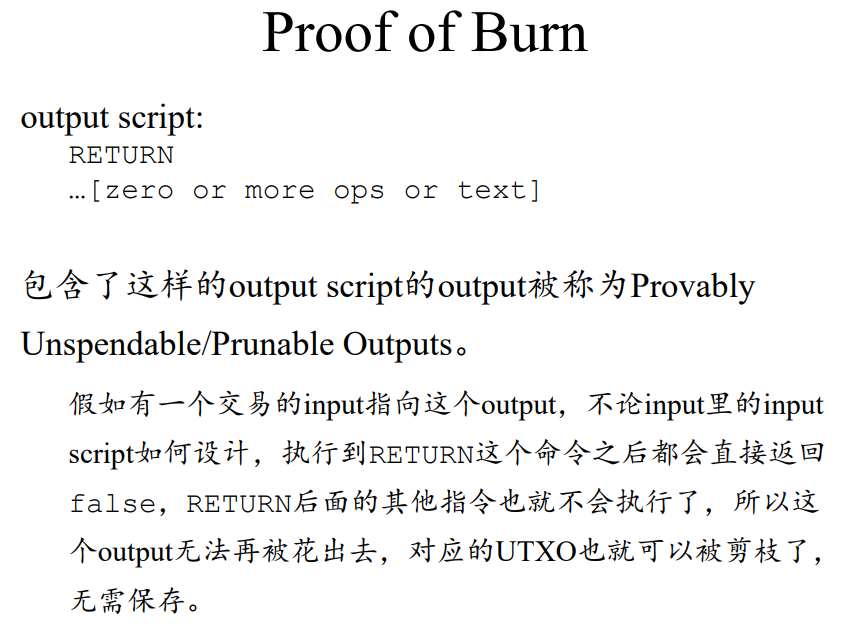 Proof of Burn
output script:
RETURN
…[zero or more ops or text]
包含了这样的output script的output被称为Provably
Unspendable/Prunable Outputs。
假如有一个交易的input指向这个output，不论input里的input
script如何设计，执行到RETURN这个命令之后都会直接返回
false，RETURN后面的其他指令也就不会执行了，所以这
个output无法再被花出去，对应的UTXO也就可以被剪枝了，
无需保存。